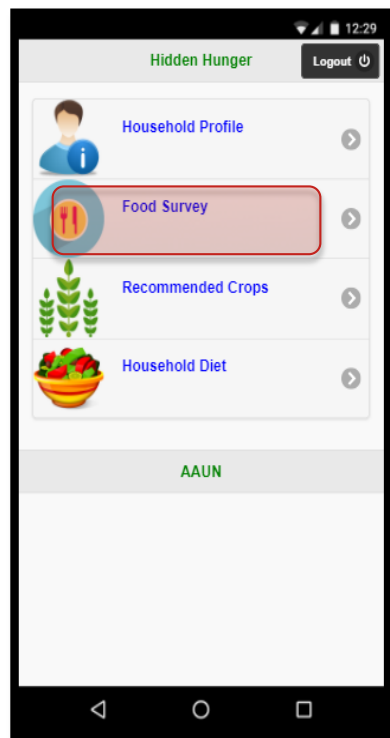 12:29
Hidden Hunger
Logout
Household Profile
i
Food Survey
Recommended Crops
Household Diet
AAUN